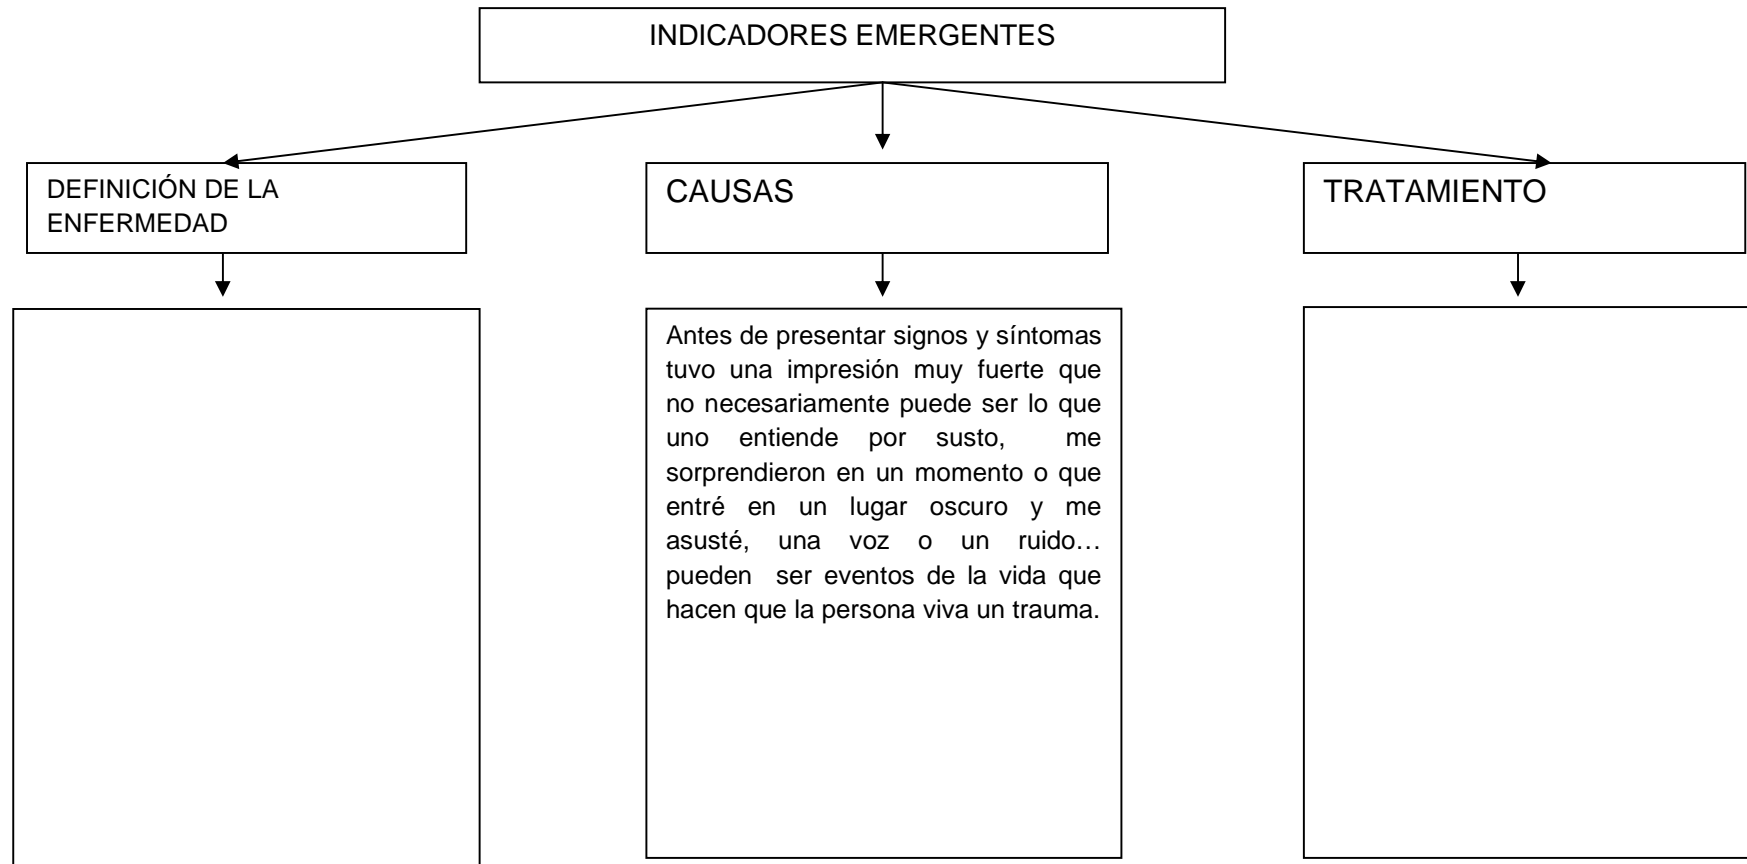 INDICADORES EMERGENTES
DEFINICIÓN DE LA
ENFERMEDAD
CAUSAS
TRATAMIENTO
Antes de presentar signos y síntomas
tuvo una impresión muy fuerte que
no necesariamente puede ser lo que
uno entiende por susto, me
sorprendieron en un momento o que
entré en un lugar oscuro y me
asusté, una voz o un ruido…
pueden ser eventos de la vida que
hacen que la persona viva un trauma.